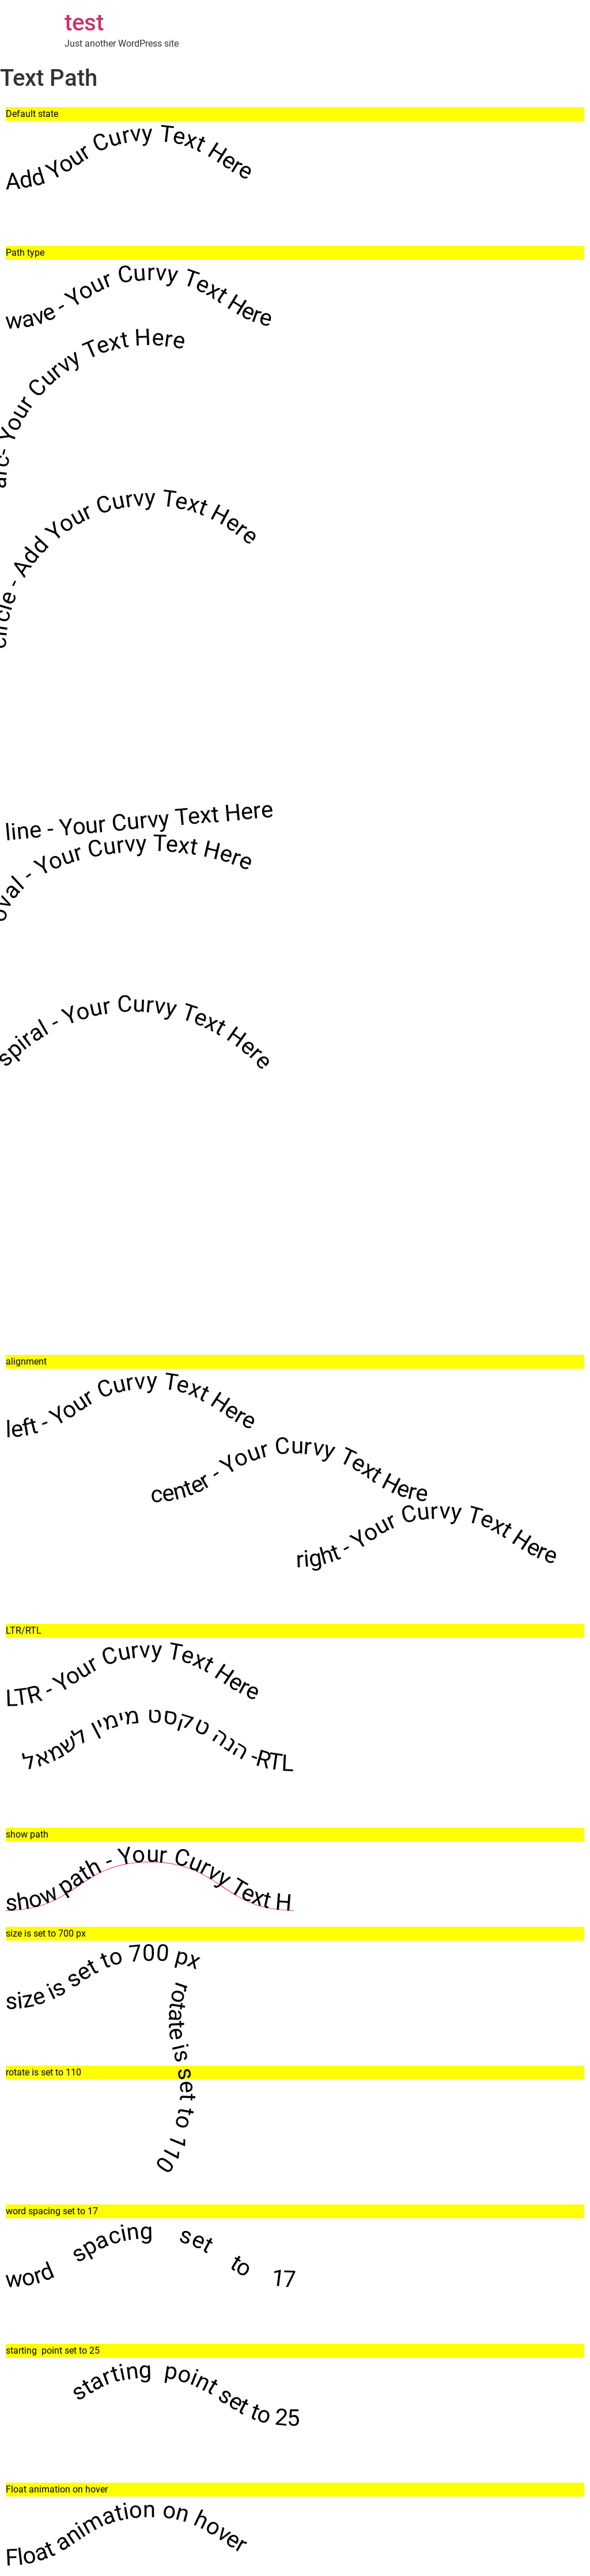 test
Just another WordPress site
Text Path
Default state
Add Your Curvy Text Here
Path type
wave - Your Curvy Text Here
arc- Your Curvy Text Here
circle - Add Your Curvy Text Here
line - Your Curvy Text Here
oval - Your Curvy Text Here
spiral - Your Curvy Text Here
alignment
left - Your Curvy Text Here
center - Your Curvy Text Here
right - Your Curvy Text Here
LTR/RTL
LTR - Your Curvy Text Here
RTL- הנה טקסט מימין לשמאל
show path
show path - Your Curvy Text H
size is set to 700 px
size is set to 700 px
rotate is set to 110
rotate is set to 110
word spacing set to 17
word spacing set to 17
starting  point set to 25
starting  point set to 25
Float animation on hover
Float animation on hover